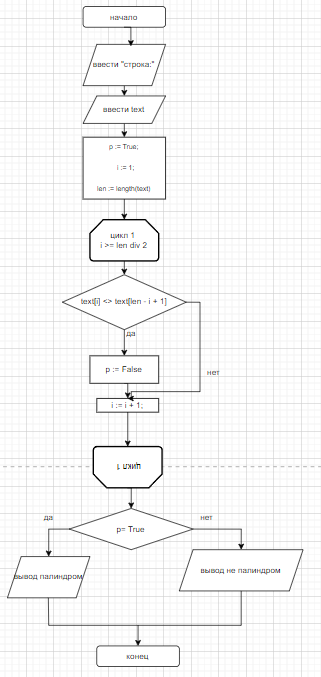 начало
ввести "строка:"
ввести text
p := True;
i := 1;
len := length(text)
цикл 1
i >= len div 2
text[i] <> text[len - i + 1]
да
нет
p := False
i := i + 1;
цикл 1
p= True
да
нет
вывод палиндром
вывод не палиндром
конец